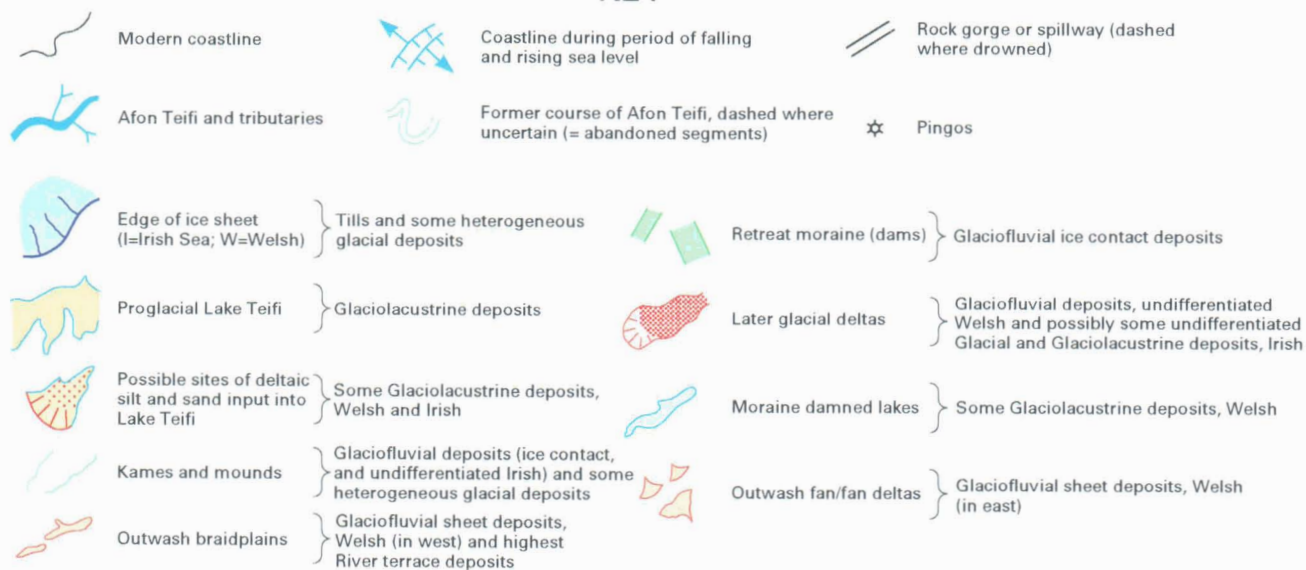 Modern coastline
Coastline during period of falling
and rising sea level
Rock gorge or spillway (dashed
where drowned)
Afon Teifi and tributaries
Former course of Afon Teifi, dashed where
uncertain (= abandoned segments)
Pingos
Edge of ice sheet
(I=Irish Sea; W=Welsh)
Tills and some heterogeneous
glacial deposits
Retreat moraine (dams)
Glaciofluvial ice contact deposits
Proglacial Lake Teifi
Glaciolacustrine deposits
Later glacial deltas
Glaciofluvial deposits, undifferentiated
Welsh and possibly some undifferentiated
Glacial and Glaciolacustrine deposits, Irish
Possible sites of deltaic
silt and sand input into
Lake Teifi
Some Glaciolacustrine deposits,
Welsh and Irish
Moraine damned lakes
Some Glaciolacustrine deposits, Welsh
Kames and mounds
Glaciofluvial deposits (ice contact,
and undifferentiated Irish) and some
heterogeneous glacial deposits
Outwash fan/fan deltas
Glaciofluvial sheet deposits, Welsh
(in east)
Outwash braidplains
Glaciofluvial sheet deposits,
Welsh (in west) and highest
River terrace deposits